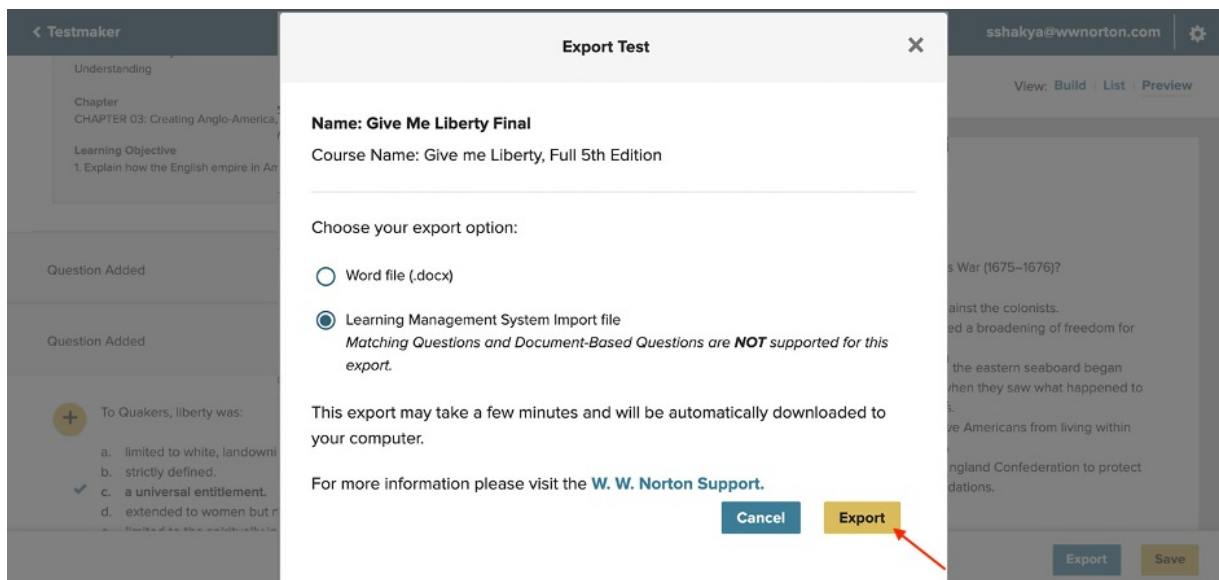 < Testmaker
Export Test
sshakya@wwnorton.com
Understanding
View: Build | List | Preview
Chapter
CHAPTER 03: Creating Anglo-America,
Learning Objective
1. Explain how the English empire in Am
Name: Give Me Liberty Final
Course Name: Give me Liberty, Full 5th Edition
Choose your export option:
Word file (.docx)
Learning Management System Import file
Matching Questions and Document-Based Questions are NOT supported for this
export.
This export may take a few minutes and will be automatically downloaded to
your computer.
For more information please visit the W. W. Norton Support.
Cancel
Export
Question Added
Question Added
To Quakers, liberty was:
a. limited to white, landowni
b. strictly defined.
c. a universal entitlement.
d. extended to women but n
s War (1675–1676)?
ainst the colonists.
ed a broadening of freedom for
the eastern seaboard began
when they saw what happened to
s.
ve Americans from living within
ngland Confederation to protect
dations.
Export
Save